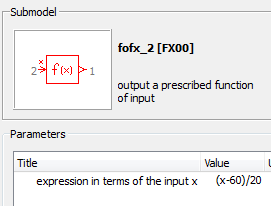 Submodel
x
2
f(x)
1
fofx_2 [FX00]
output a prescribed function
of input
Parameters
Title
Value
expression in terms of the input x
(x-60)/20